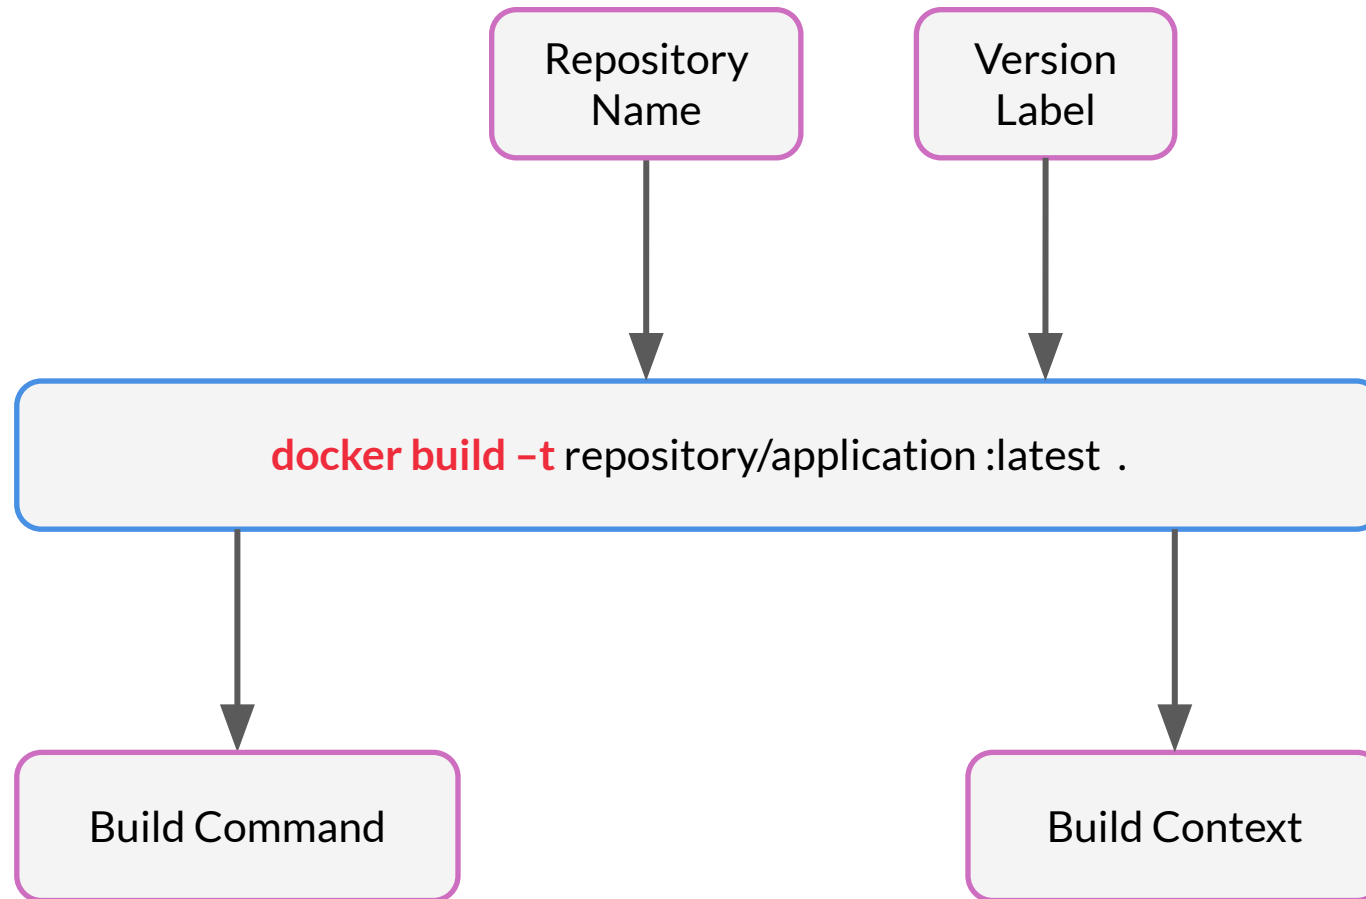 Repository
Name
Version
Label
docker build –t repository/application :latest .
Build Command
Build Context